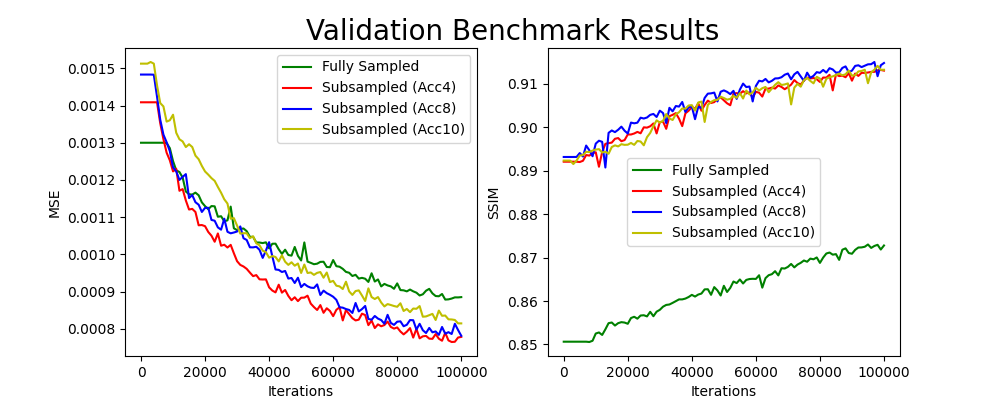 Validation Benchmark Results
MSE
0.0015
0.0014
0.0013
0.0012
0.0011
0.0010
0.0009
0.0008
Fully Sampled
Subsampled (Acc4)
Subsampled (Acc8)
Subsampled (Acc10)
0 20000 40000 60000 80000 100000
Iterations
SSIM
0.91
0.90
0.89
0.88
0.87
0.86
0.85
Fully Sampled
Subsampled (Acc4)
Subsampled (Acc8)
Subsampled (Acc10)
0 20000 40000 60000 80000 100000
Iterations